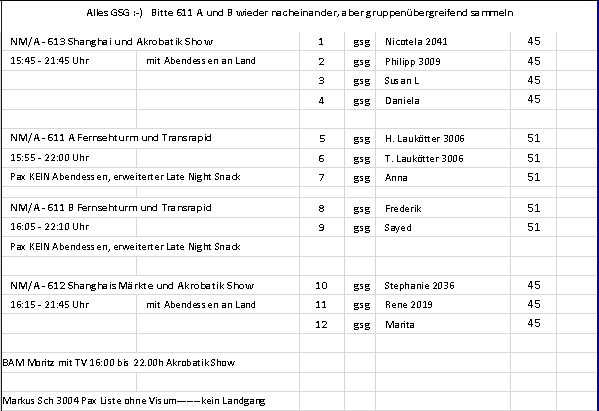 Alles GSG :-) Bitte 611 A und B wieder nacheinander, aber gruppenübergreifend sammeln
NM/A - 613 Shanghai und Akrobatik Show 1 gsg Nicotela 2041 45
15:45 - 21:45 Uhr mit Abendessen an Land 2 gsg Philipp 3009 45
3 gsg Susan L 45
4 gsg Daniela 45
NM/A - 611 A Fernsehturm und Transrapid 5 gsg H. Laukötter 3006 51
15:55 - 22:00 Uhr 6 gsg T. Laukötter 3006 51
Pax KEIN Abendessen, erweiterter Late Night Snack 7 gsg Anna 51
NM/A - 611 B Fernsehturm und Transrapid 8 gsg Frederik 51
16:05 - 22:10 Uhr 9 gsg Sayed 51
Pax KEIN Abendessen, erweiterter Late Night Snack
NM/A - 612 Shanghais Märkte und Akrobatik Show 10 gsg Stephanie 2036 45
16:15 - 21:45 Uhr mit Abendessen an Land 11 gsg Rene 2019 45
12 gsg Marita 45
BAM Moritz mit TV 16:00 bis 22.00h Akrobatik Show
Markus Sch 3004 Pax Liste ohne Visum-------kein Landgang